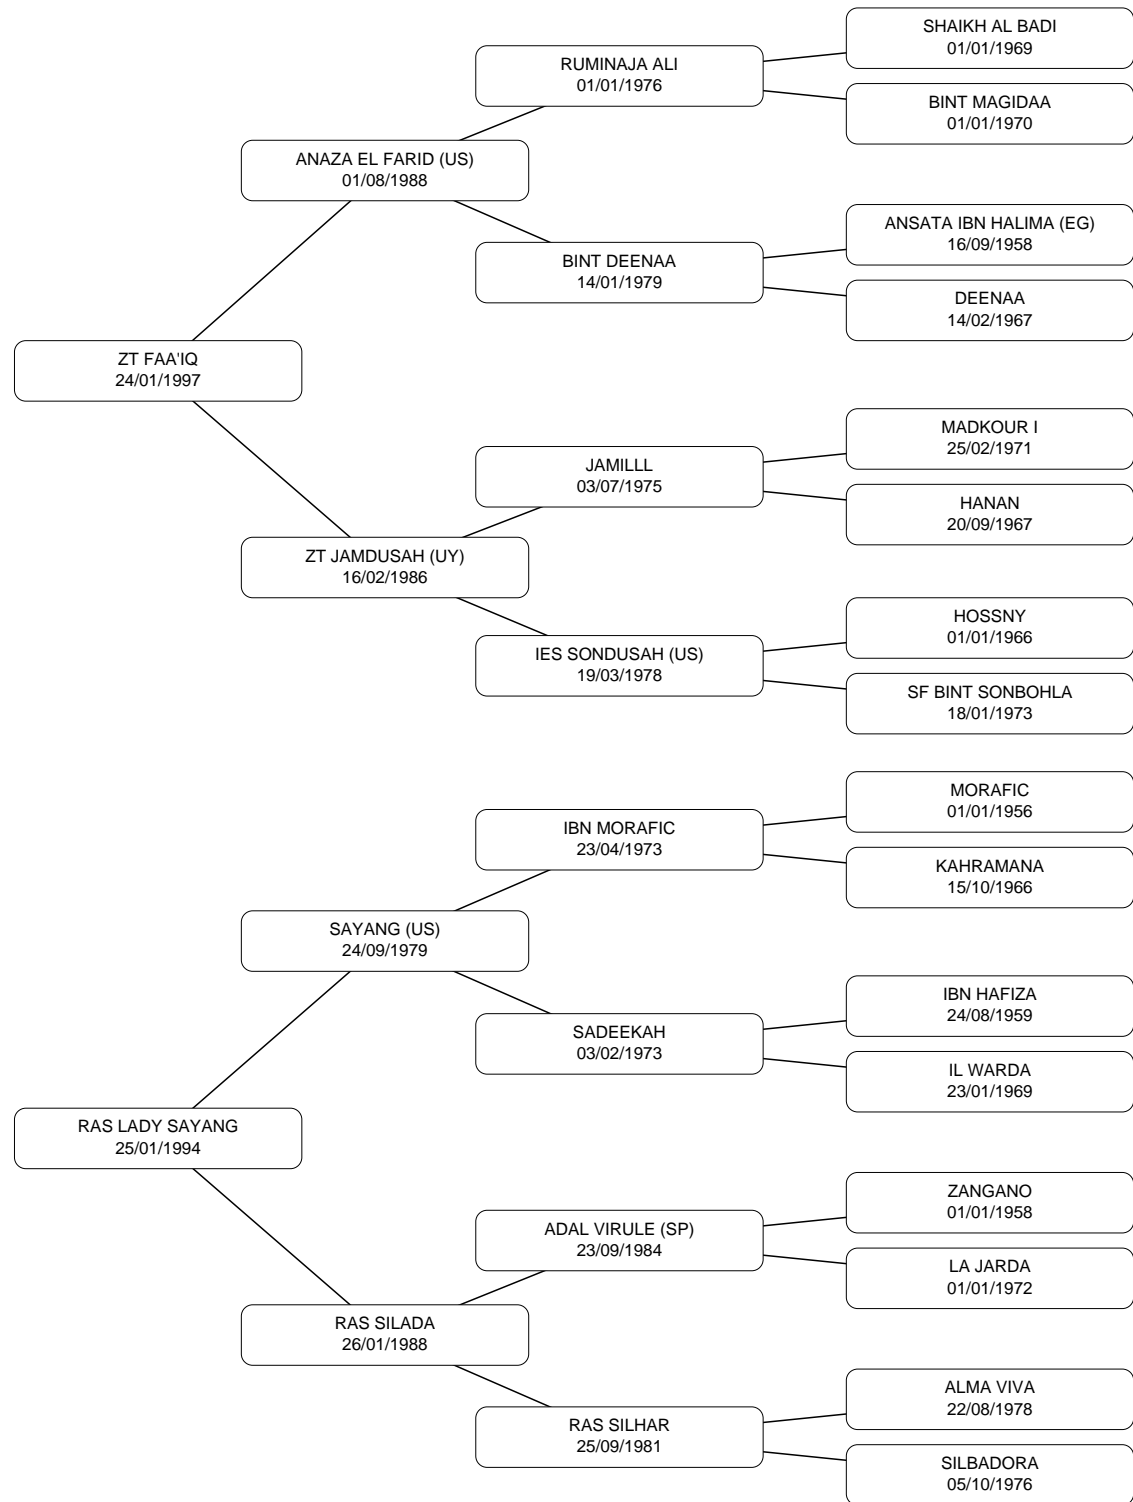 SHAIKH AL BADI
01/01/1969
RUMINAJA ALI
01/01/1976
BINT MAGIDAA
01/01/1970
ANAZA EL FARID (US)
01/08/1988
ANSATA IBN HALIMA (EG)
16/09/1958
BINT DEENAA
14/01/1979
DEENAA
14/02/1967
ZT FAA'IQ
24/01/1997
MADKOUR I
25/02/1971
JAMILLL
03/07/1975
HANAN
20/09/1967
ZT JAMDUSAH (UY)
16/02/1986
HOSSNY
01/01/1966
IES SONDUSAH (US)
19/03/1978
SF BINT SONBOHLA
18/01/1973
MORAFIC
01/01/1956
IBN MORAFIC
23/04/1973
KAHRAMANA
15/10/1966
SAYANG (US)
24/09/1979
IBN HAFIZA
24/08/1959
SADEEKAH
03/02/1973
IL WARDA
23/01/1969
RAS LADY SAYANG
25/01/1994
ZANGANO
01/01/1958
ADAL VIRULE (SP)
23/09/1984
LA JARDA
01/01/1972
RAS SILADA
26/01/1988
ALMA VIVA
22/08/1978
RAS SILHAR
25/09/1981
SILBADORA
05/10/1976